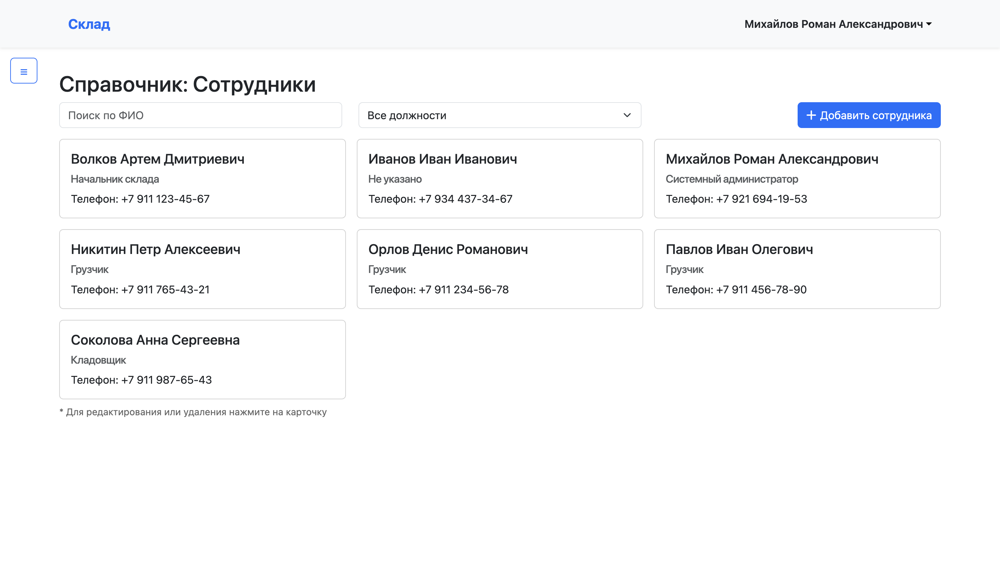 Склад
Михайлов Роман Александрович
Справочник: Сотрудники
Поиск по ФИО
Все должности
+ Добавить сотрудника
Волков Артем Дмитриевич
Начальник склада
Телефон: +7 911 123-45-67
Иванов Иван Иванович
Не указано
Телефон: +7 934 437-34-67
Михайлов Роман Александрович
Системный администратор
Телефон: +7 921 694-19-53
Никитин Петр Алексеевич
Грузчик
Телефон: +7 911 765-43-21
Орлов Денис Романович
Грузчик
Телефон: +7 911 234-56-78
Павлов Иван Олегович
Грузчик
Телефон: +7 911 456-78-90
Соколова Анна Сергеевна
Кладовщик
Телефон: +7 911 987-65-43
* Для редактирования или удаления нажмите на карточку